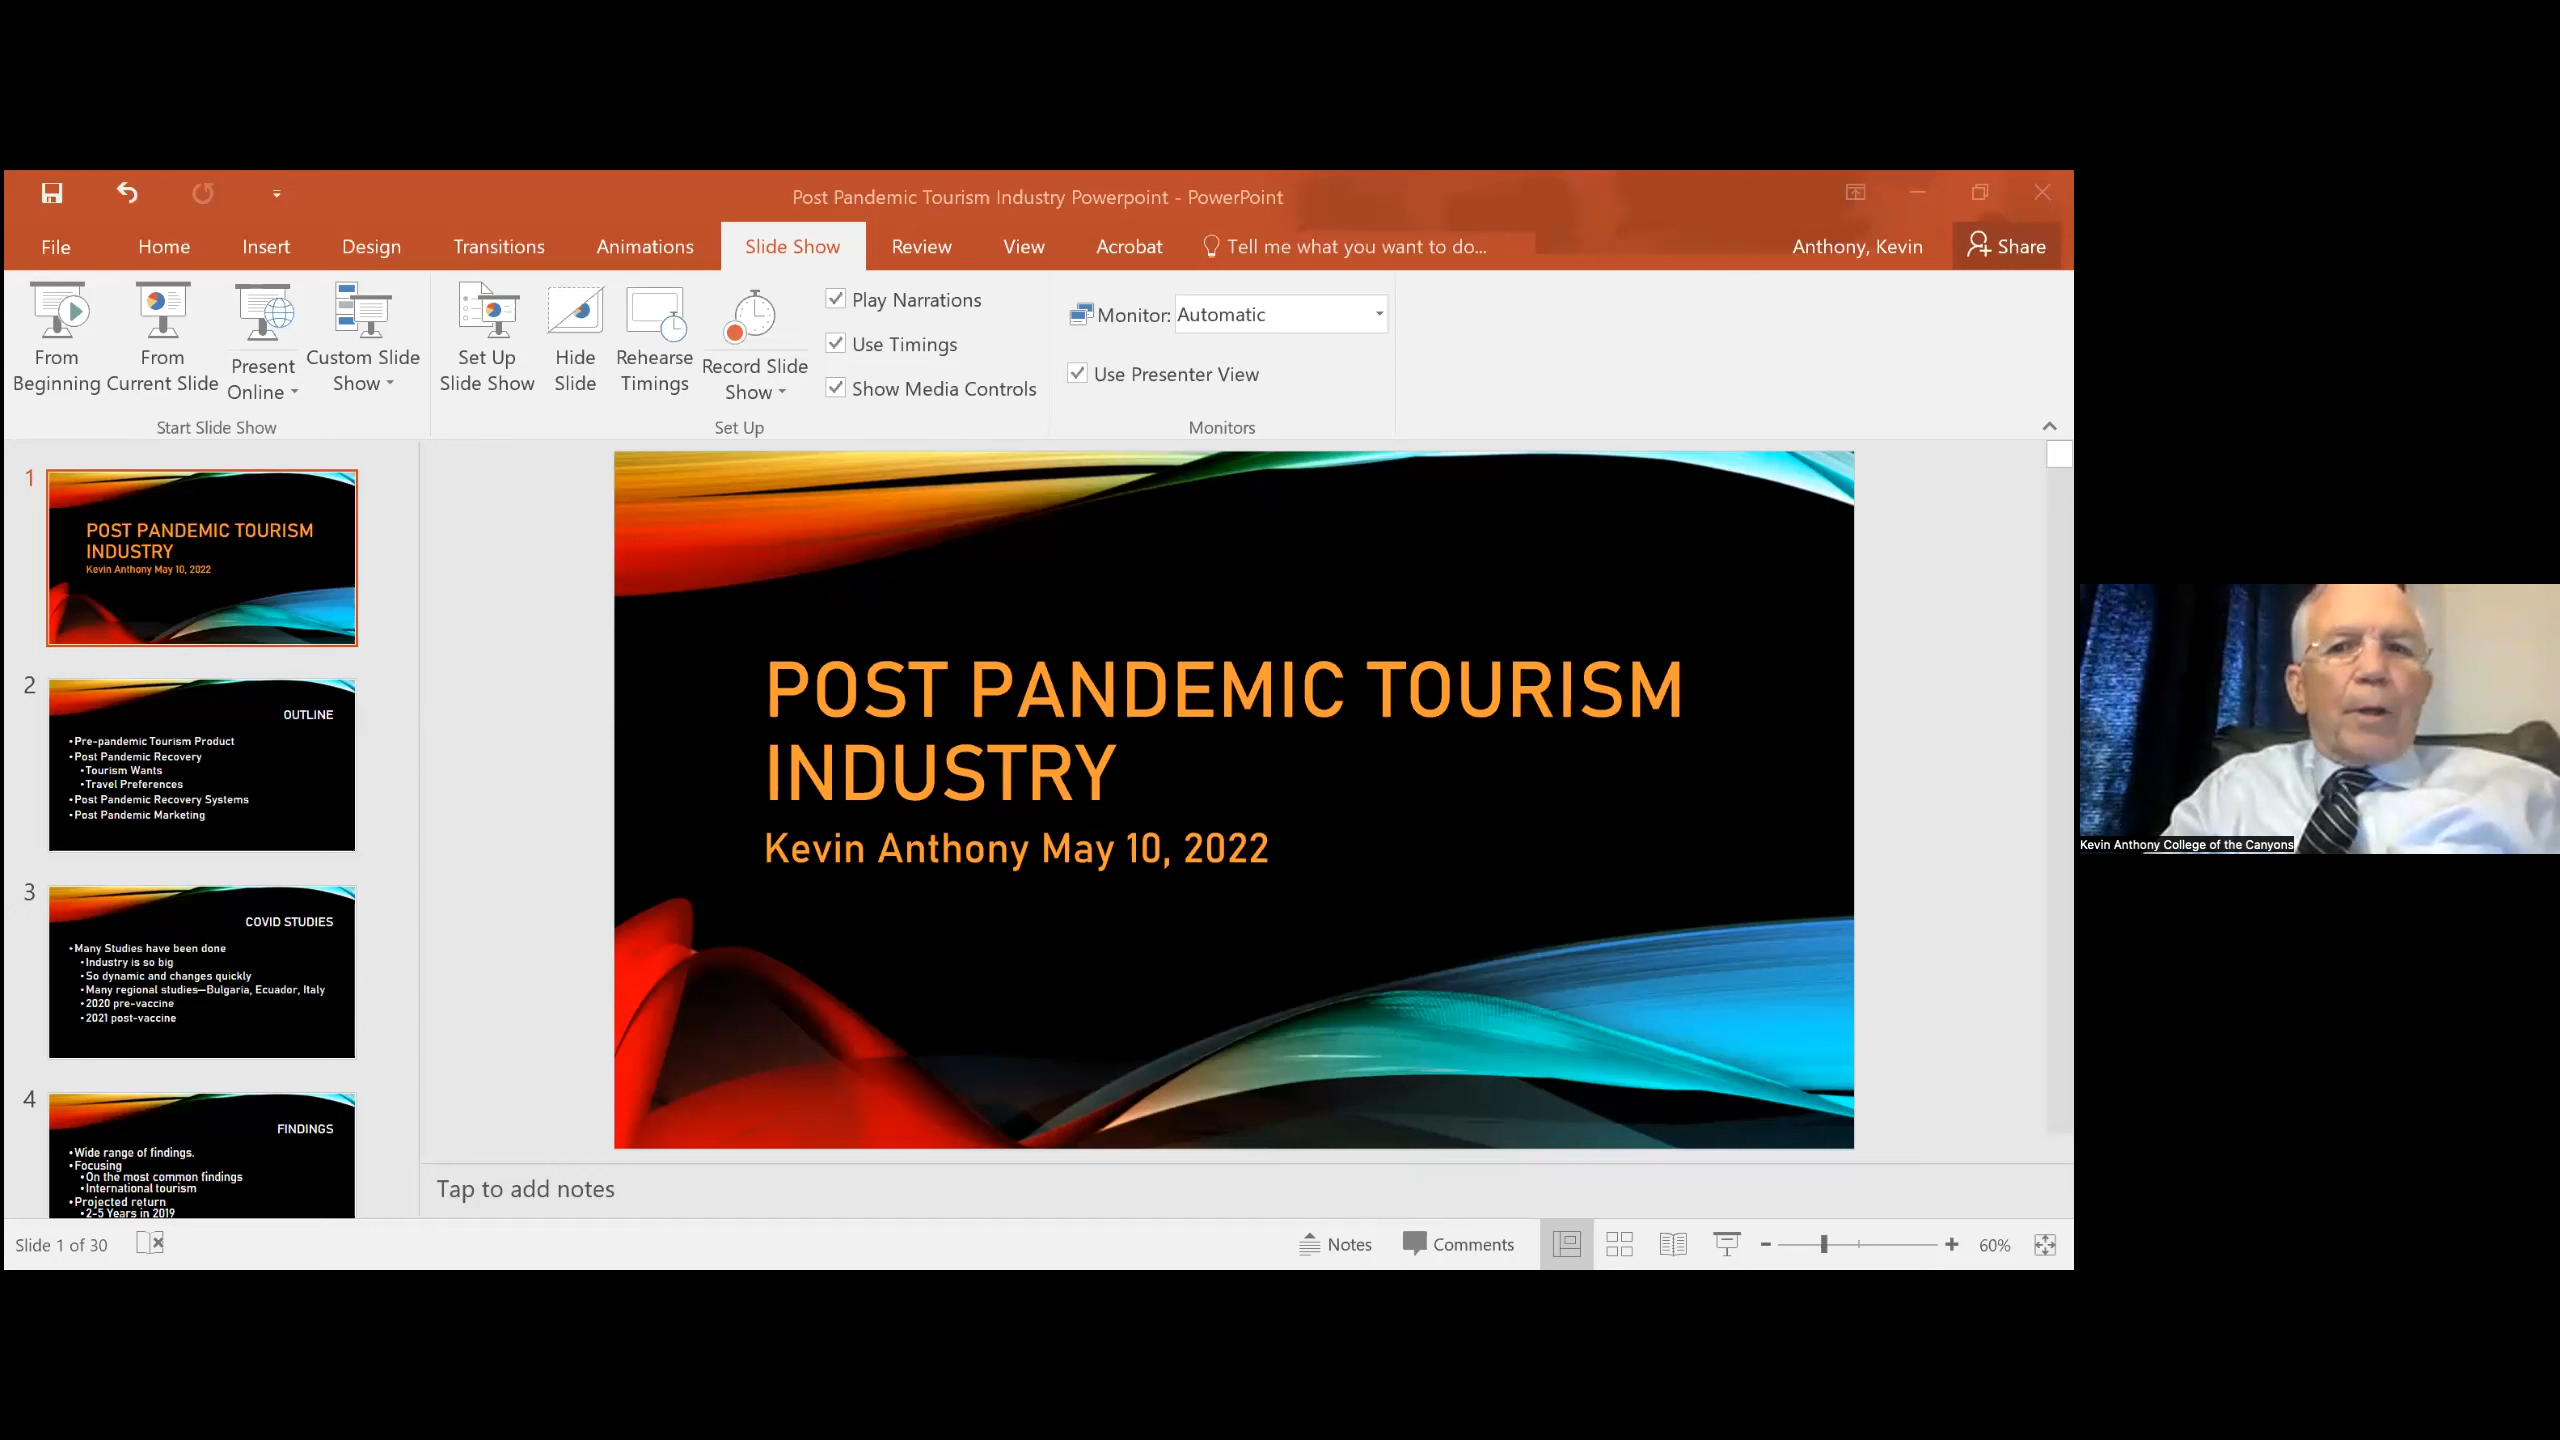 Post Pandemic Tourism Industry Powerpoint - PowerPoint
File Home Insert Design Transitions Animations Slide Show Review View Acrobat Tell me what you want to do... Anthony, Kevin Share
From Beginning
From Current Slide
Present Online
Custom Slide Show
Start Slide Show
Set Up Slide Show
Hide Slide
Rehearse Timings
Record Slide Show
Play Narrations
Use Timings
Show Media Controls
Set Up
Monitor: Automatic
Use Presenter View
Monitors
1
POST PANDEMIC TOURISM
INDUSTRY
Kevin Anthony May 10, 2022
2
OUTLINE
•Pre-pandemic Tourism Product
•Post Pandemic Recovery
•Tourism Wants
•Travel Preferences
•Post Pandemic Recovery Systems
•Post Pandemic Marketing
3
COVID STUDIES
•Many Studies have been done
•Industry is so big
•So dynamic and changes quickly
•Many regional studies—Bulgaria, Ecuador, Italy
•2020 pre-vaccine
•2021 post-vaccine
4
FINDINGS
•Wide range of findings.
•Focusing
•On the most common findings
•International tourism
•Projected return
•2-5 Years in 2019
POST PANDEMIC TOURISM
INDUSTRY
Kevin Anthony May 10, 2022
Kevin Anthony College of the Canyons
Tap to add notes
Slide 1 of 30 Notes Comments 60%